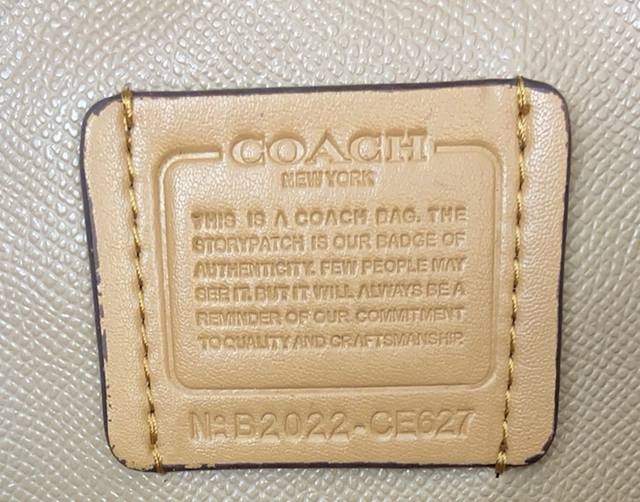 COACH
NEW YORK
THIS IS A COACH BAG. THE
STORYPATCH IS OUR BADGE OF
AUTHENTICITY. FEW PEOPLE MAY
SEE IT. BUT IT WILL ALWAYS BE A
REMINDER OF OUR COMMITMENT
TO QUALITY AND CRAFTSMANSHIP.
Nº B2022-CE627